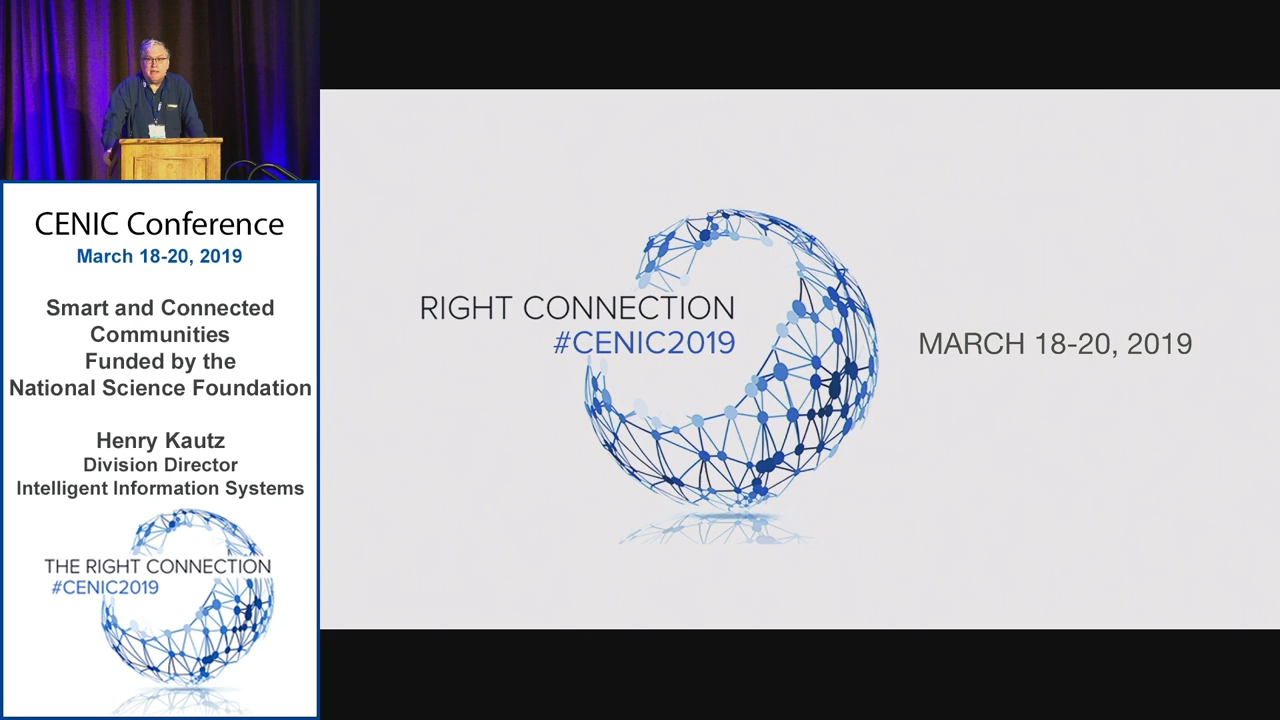 CENIC Conference
March 18-20, 2019
Smart and Connected
Communities
Funded by the
National Science Foundation
Henry Kautz
Division Director
Intelligent Information Systems
THE RIGHT CONNECTION
#CENIC2019
RIGHT CONNECTION
#CENIC2019
MARCH 18-20, 2019